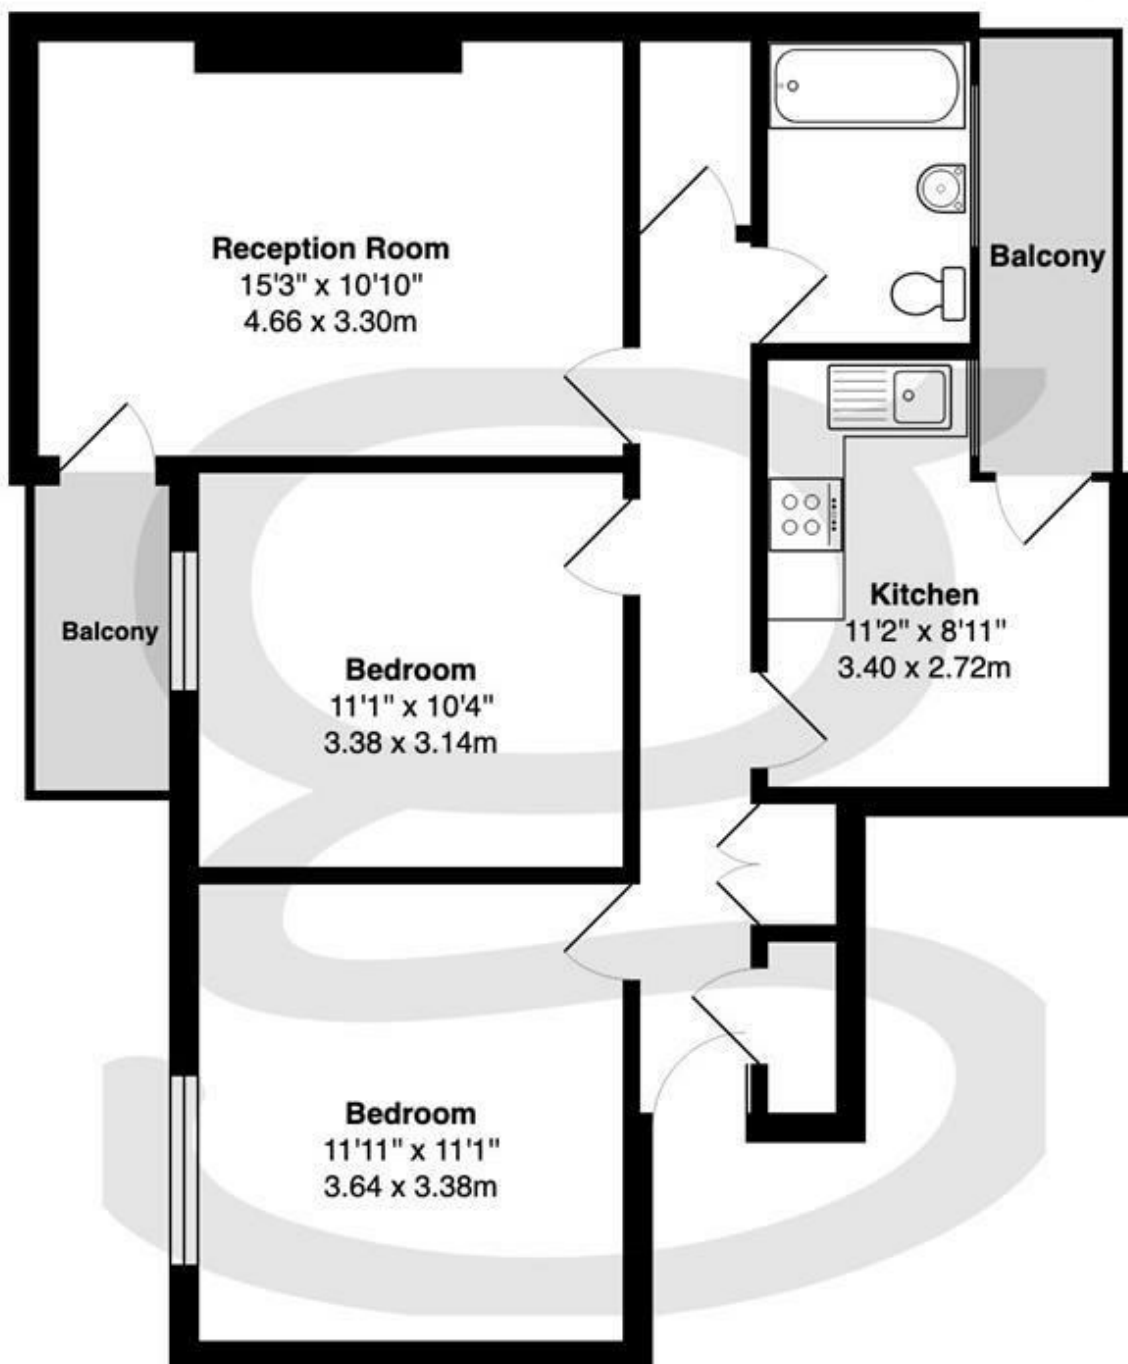 Reception Room
15'3" x 10'10"
4.66 x 3.30m
Balcony
Kitchen
11'2" x 8'11"
3.40 x 2.72m
Balcony
Bedroom
11'1" x 10'4"
3.38 x 3.14m
Bedroom
11'11" x 11'1"
3.64 x 3.38m